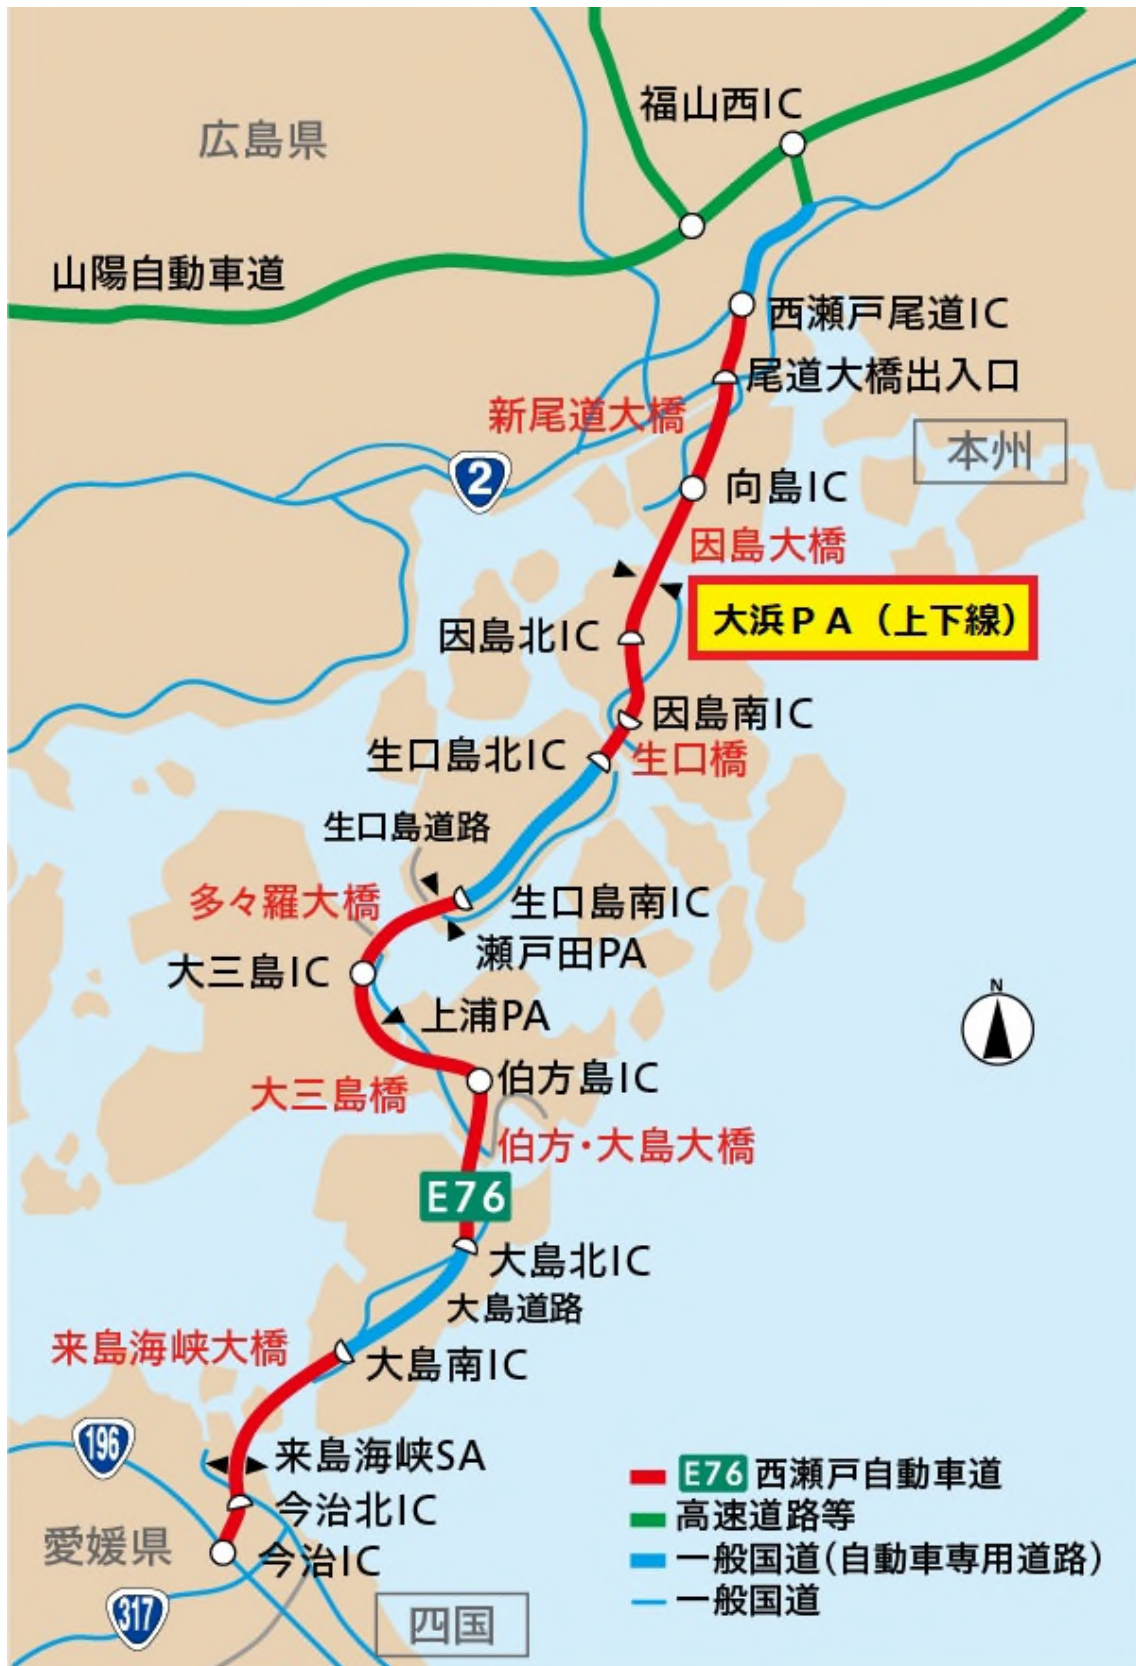 福山西IC
広島県
山陽自動車道
西瀬戸尾道IC
尾道大橋出入口
新尾道大橋
本州
2
向島IC
因島大橋
大浜PA（上下線）
因島北IC
因島南IC
生口島北IC
生口橋
生口島道路
多々羅大橋
生口島南IC
瀬戸田PA
大三島IC
N
上浦PA
伯方島IC
大三島橋
伯方・大島大橋
E76
大島北IC
大島道路
来島海峡大橋
大島南IC
196
来島海峡SA
E76 西瀬戸自動車道
今治北IC
高速道路等
愛媛県
今治IC
一般国道(自動車専用道路)
317
一般国道
四国